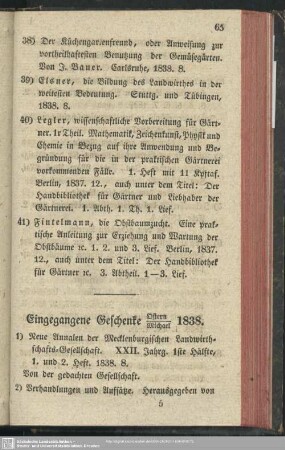 65
38) Der Küchengartenfreund, oder Anweisung zur
vortheilhaftesten Benutzung der Gemüsegärten.
Von J. Bauer. Carlsruhe, 1838. 8.
39) Elsner, die Bildung des Landwirthes in der
weitesten Bedeutung. Stuttg. und Tübingen,
1838. 8.
40) Legler, wissenschaftliche Vorbereitung für Gärt-
ner. 1r Theil. Mathematik, Zeichenkunst, Physik und
Chemie in Bezug auf ihre Anwendung und Be-
gründung für die in der praktischen Gärtnerei
vorkommenden Fälle. 1. Heft mit 11 Kpftaf.
Berlin, 1837. 12., auch unter dem Titel: Der
Handbibliothek für Gärtner und Liebhaber der
Gärtnerei. 1. Abth. 1. Th. 1. Lief.
41) Fintelmann, die Obstbaumzucht. Eine prak-
tische Anleitung zur Erziehung und Wartung der
Obstbäume ꝛc. 1. 2. und 3. Lief. Berlin, 1837.
12., auch unter dem Titel: Der Handbibliothek
für Gärtner ꝛc. 3. Abtheil. 1—3. Lief.
Eingegangene Geschenke Ostern Michael 1838.
1) Neue Annalen der Mecklenburgischen Landwirth-
schafts-Gesellschaft. XXII. Jahrg. 1ste Hälfte,
1. und 2. Heft. 1838. 8.
Von der gedachten Gesellschaft.
2) Verhandlungen und Aufsätze. Herausgegeben von
5